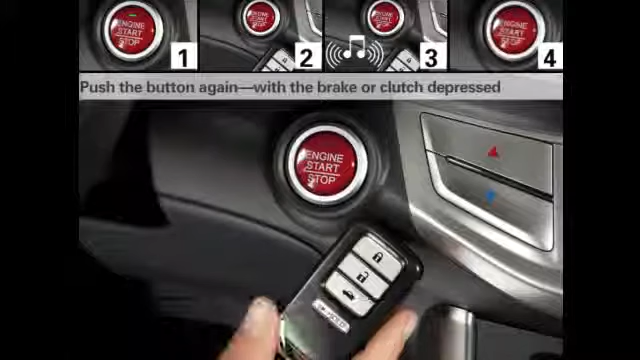 ENGINE
START
STOP
1
ENGINE
START
STOP
2
ENGINE
START
STOP
3
ENGINE
START
STOP
4
Push the button again—with the brake or clutch depressed
ENGINE
START
STOP
HOLD